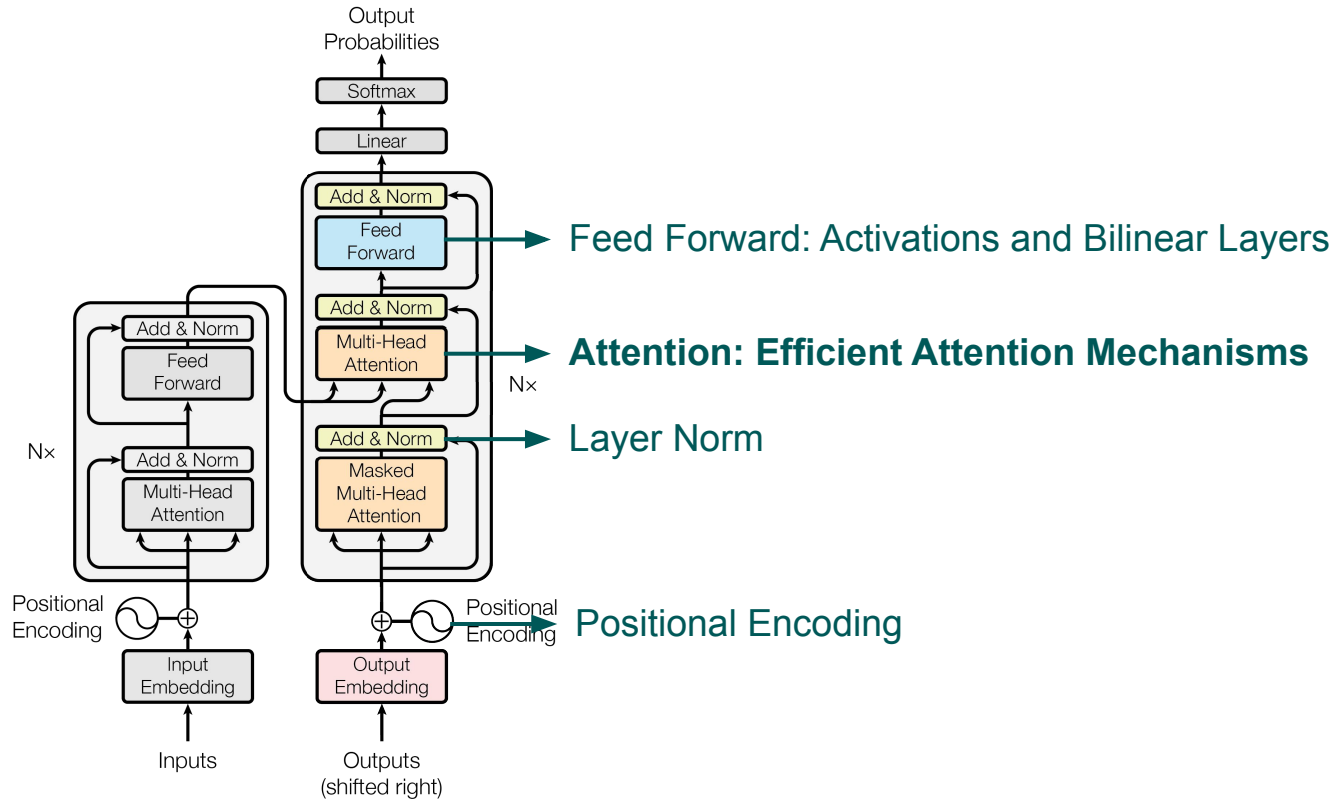 Output
Probabilities
Softmax
Linear
Add & Norm
Feed
Forward
Feed Forward: Activations and Bilinear Layers
Add & Norm
Multi-Head
Attention
Attention: Efficient Attention Mechanisms
N×
Add & Norm
Layer Norm
Masked
Multi-Head
Attention
Add & Norm
Feed
Forward
N×
Add & Norm
Multi-Head
Attention
Positional
Encoding
Positional
Encoding
Positional Encoding
Input
Embedding
Output
Embedding
Inputs
Outputs
(shifted right)